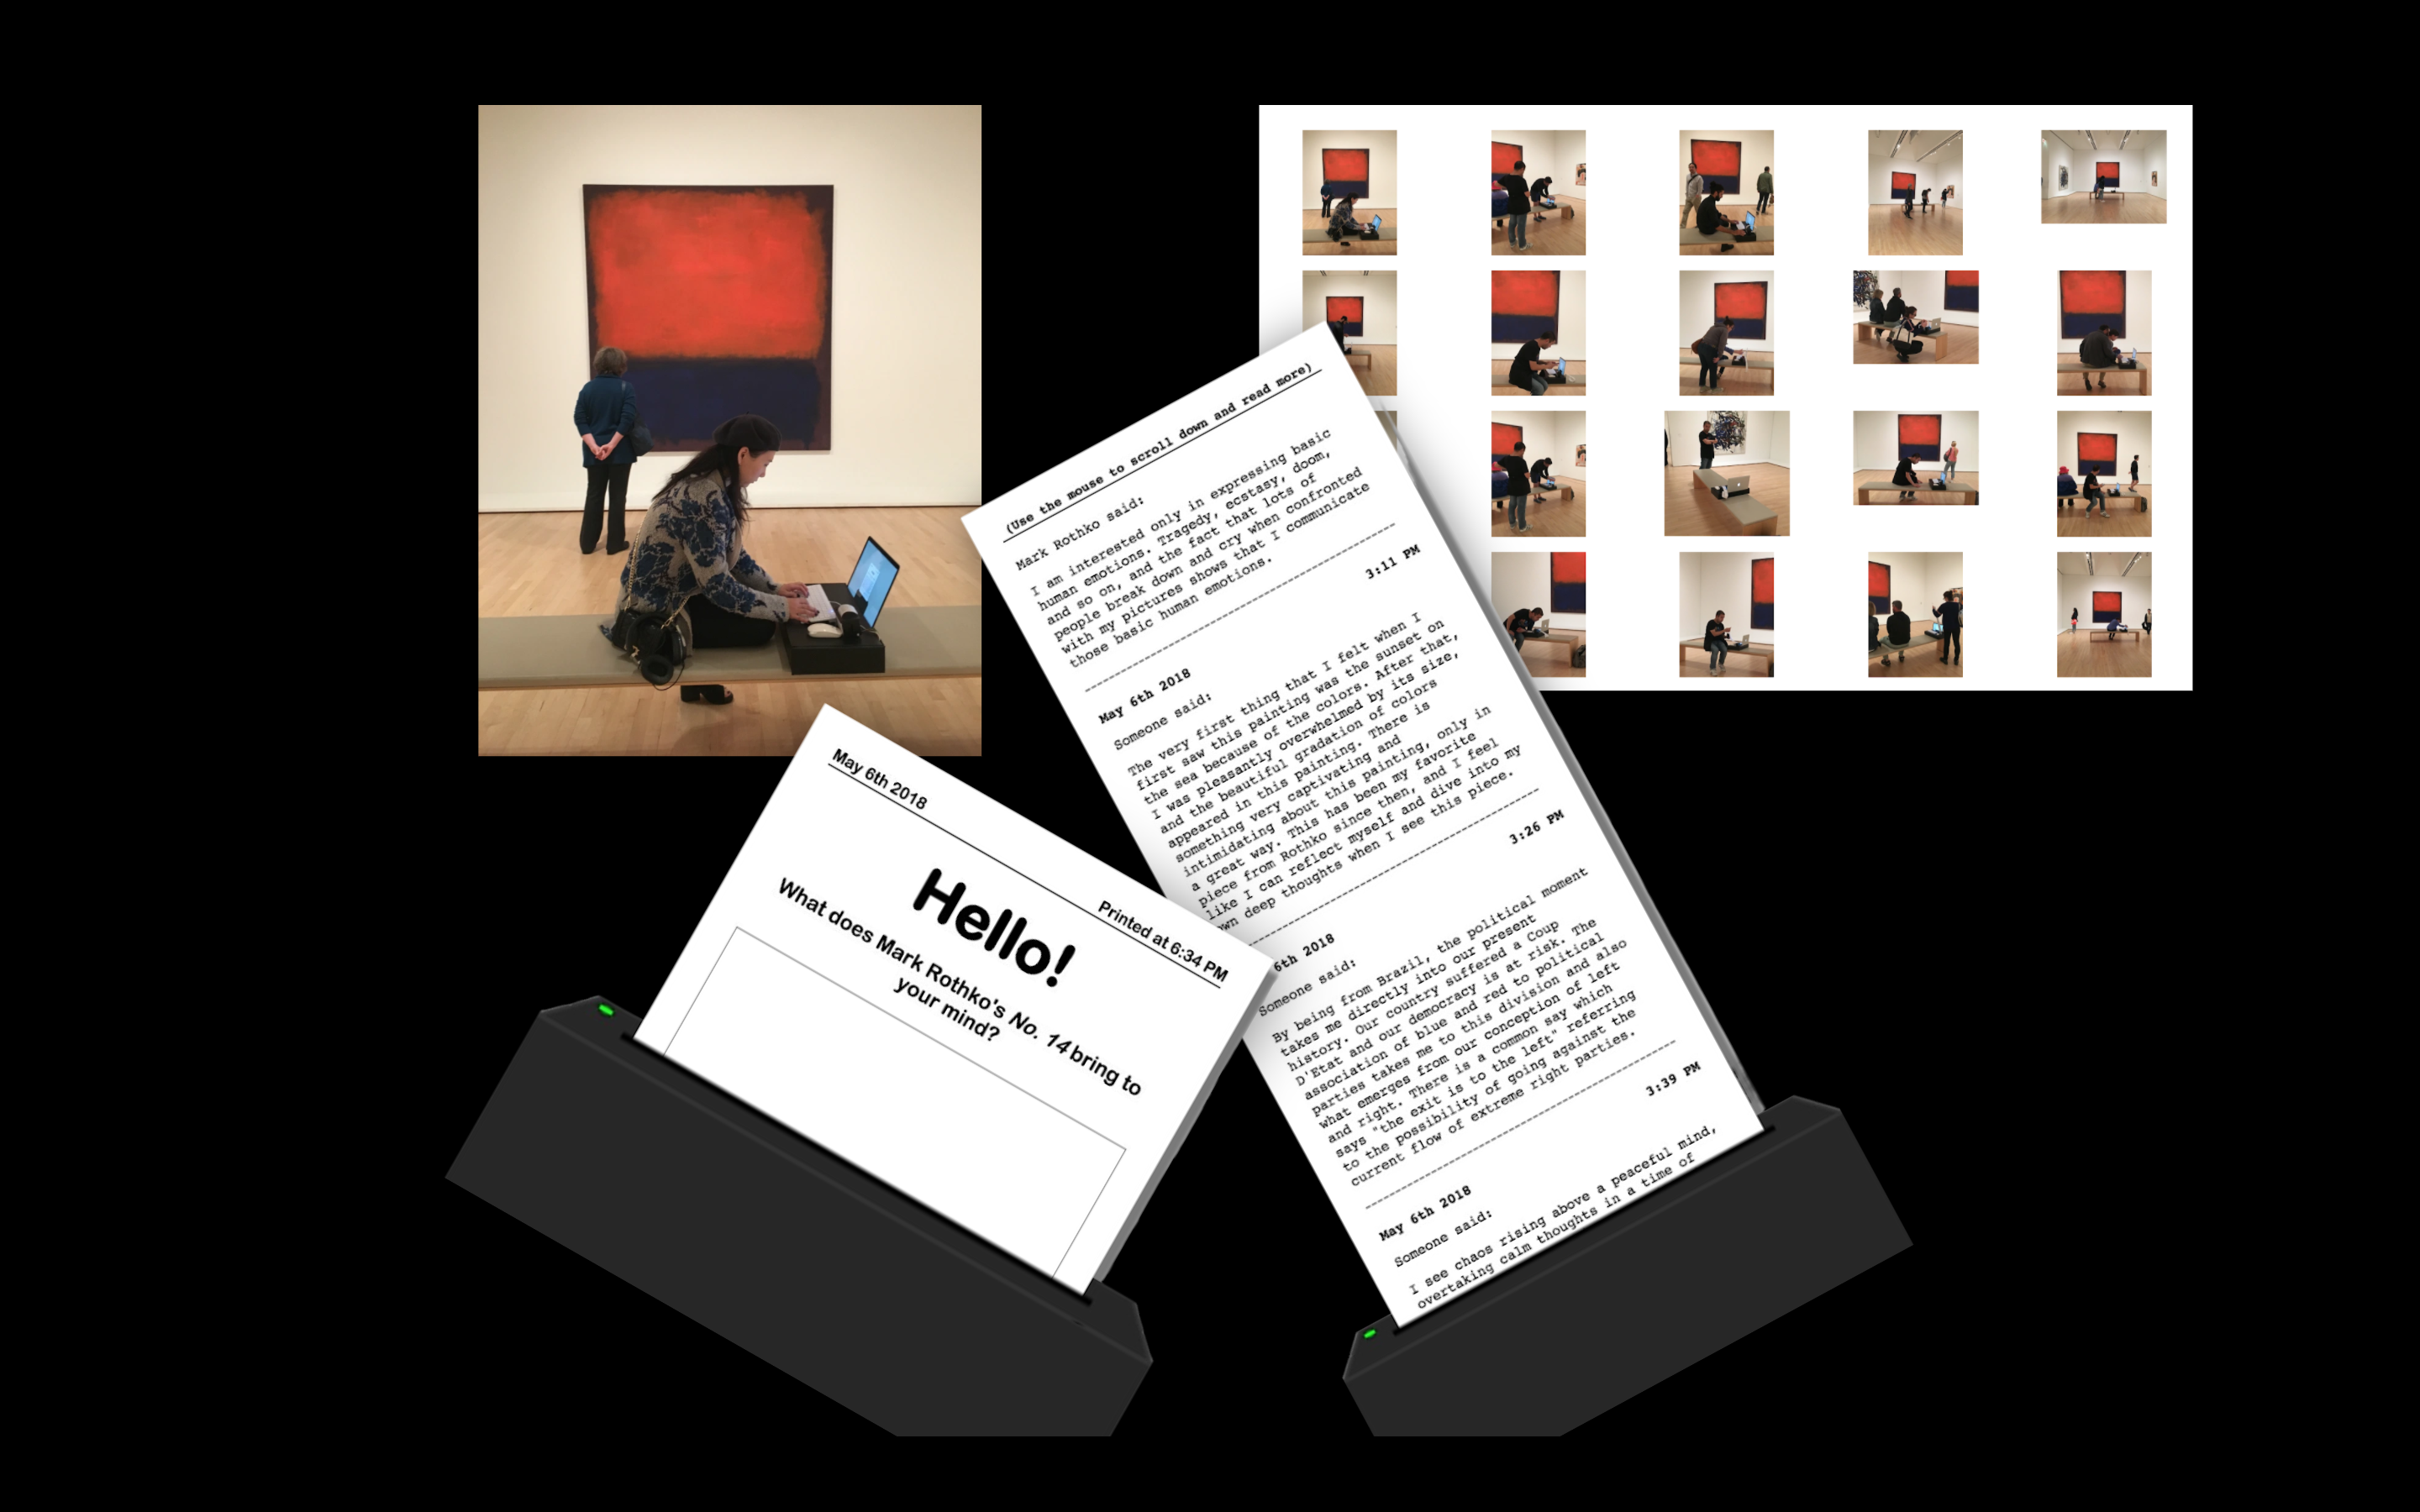 May 6th 2018
Printed at 6:34 PM
Hello!
What does Mark Rothko's No. 14 bring to
your mind?
(Use the mouse to scroll down and read more)
Mark Rothko said:
I am interested only in expressing basic
human emotions. Tragedy, ecstasy, doom,
and so on, and the fact that lots of
people break down and cry when confronted
with my pictures shows that I communicate
those basic human emotions.
3:11 PM
May 6th 2018
Someone said:
The very first thing that I felt when I
first saw this painting was the sunset on
the sea because of the colors. After that,
I was pleasantly overwhelmed by its size,
and the beautiful gradation of colors
appeared in this painting. There is
something very captivating and
intimidating about this painting, only in
a great way. This has been my favorite
piece from Rothko since then, and I feel
like I can reflect myself and dive into my
wn deep thoughts when I see this piece.
3:26 PM
6th 2018
Someone said:
By being from Brazil, the political moment
takes me directly into our present
history. Our country suffered a Coup
D'Etat and our democracy is at risk. The
association of blue and red to political
parties takes me to this division and also
what emerges from our conception of left
and right. There is a common say which
says "the exit is to the left" referring
to the possibility of going against the
current flow of extreme right parties.
3:39 PM
May 6th 2018
Someone said:
I see chaos rising above a peaceful mind,
overtaking calm thoughts in a time of